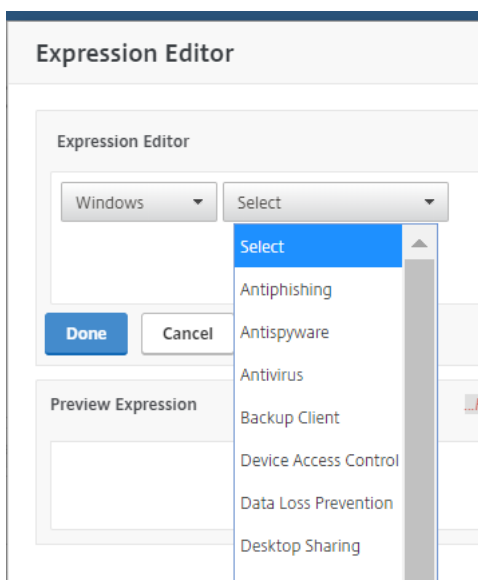 Expression Editor
Expression Editor
Windows
Select
Select
Antiphishing
Antispyware
Done
Cancel
Antivirus
Preview Expression
Backup Client
Device Access Control
Data Loss Prevention
Desktop Sharing